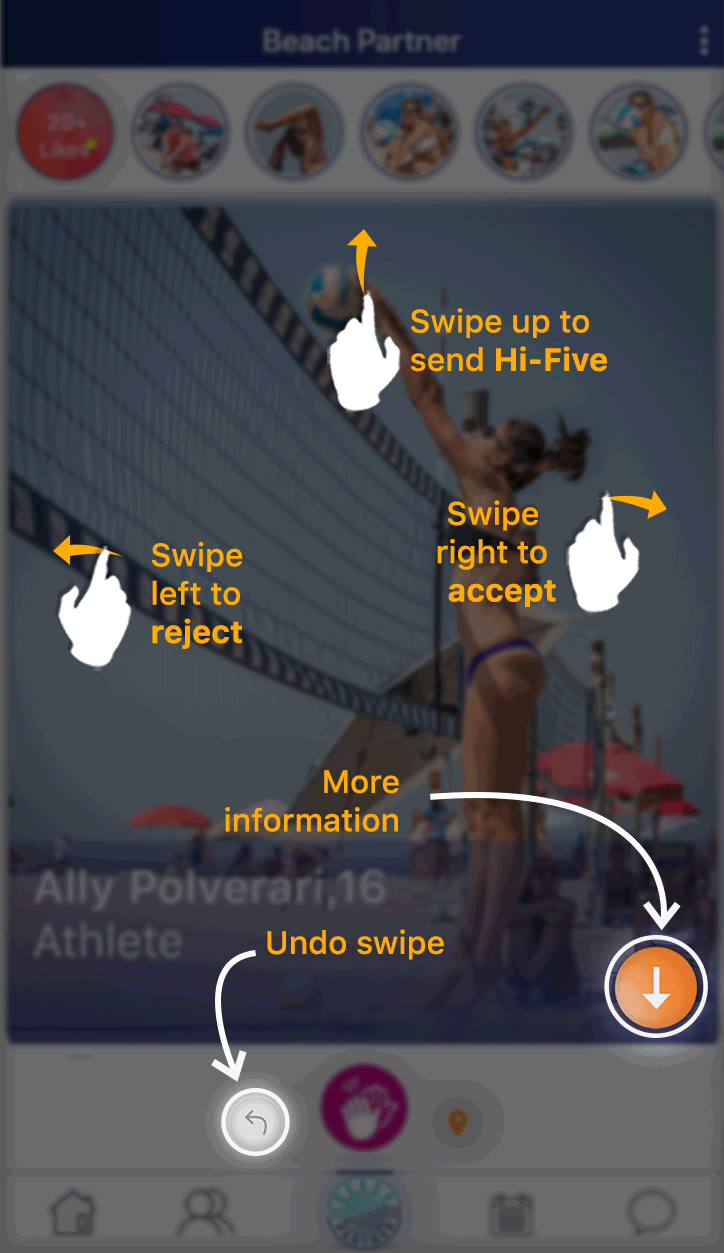 Beach Partner
20+
Likes
Swipe up to
send Hi-Five
Swipe
right to
accept
Swipe
left to
reject
More
information
Ally Polverari,16
Athlete
Undo swipe